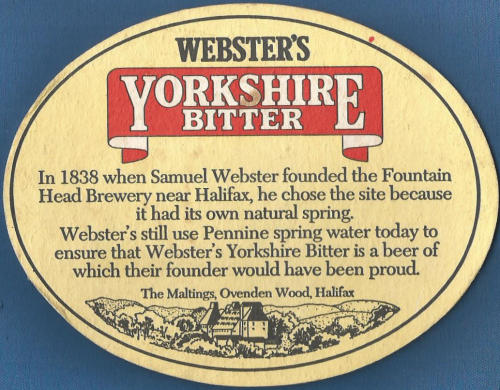 WEBSTER'S
YORKSHIRE
BITTER
In 1838 when Samuel Webster founded the Fountain
Head Brewery near Halifax, he chose the site because
it had its own natural spring.
Webster's still use Pennine spring water today to
ensure that Webster's Yorkshire Bitter is a beer of
which their founder would have been proud.
The Maltings, Ovenden Wood, Halifax